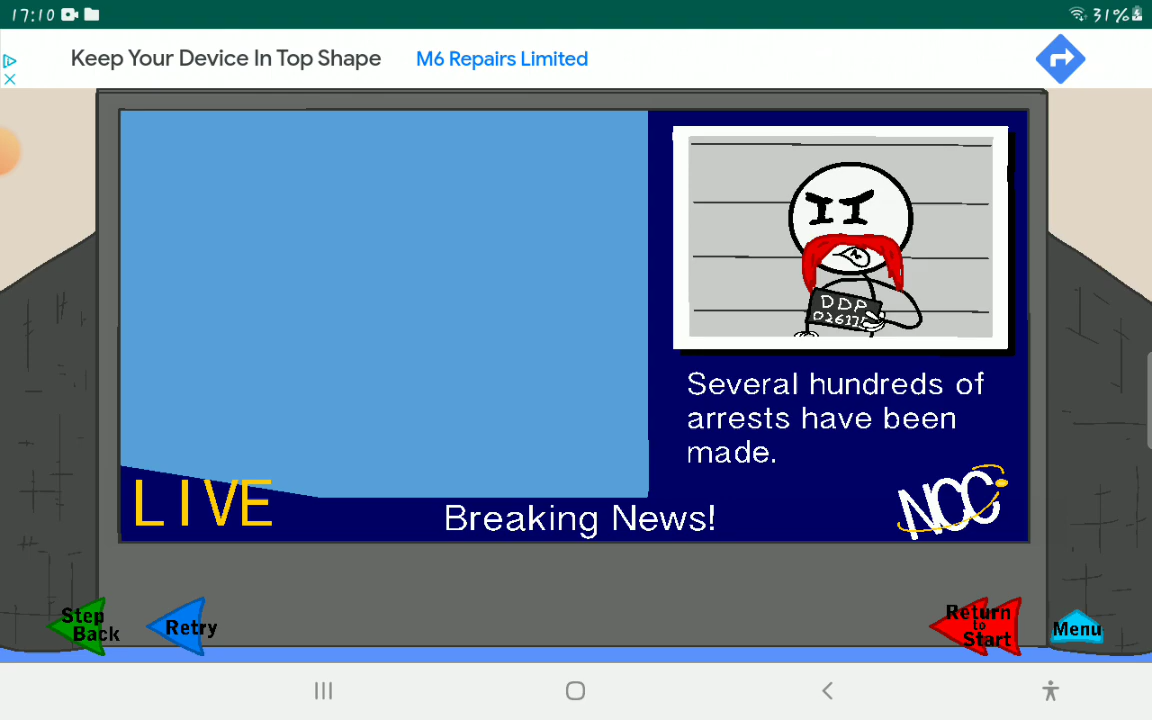 17:10
31%
Keep Your Device In Top Shape
M6 Repairs Limited
DDP
Several hundreds of
arrests have been
made.
LIVE
Breaking News!
NCC
Step
Back
Retry
Return
to
Start
Menu